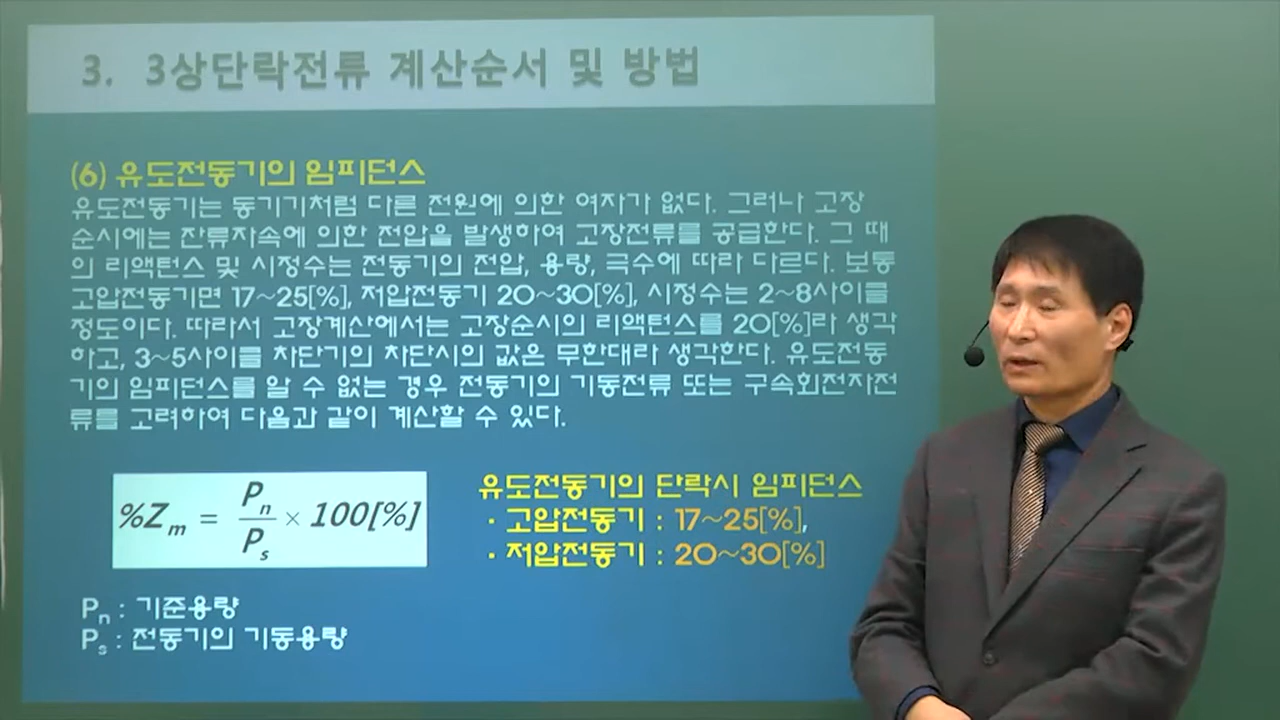 3. 3상단락전류 계산순서 및 방법
(6) 유도전동기의 임피던스
유도전동기는 동기기처럼 다른 전원에 의한 여자가 없다. 그러나 고장
순시에는 잔류자속에 의한 전압을 발생하여 고장전류를 공급한다. 그 때
의 리액턴스 및 시정수는 전동기의 전압, 용량, 극수에 따라 다르다. 보통
고압전동기면 17~25[%], 저압전동기 20~30[%], 시정수는 2~8사이클
정도이다. 따라서 고장계산에서는 고장순시의 리액턴스를 20[%]라 생각
하고, 3~5사이클 차단기의 차단시의 값은 무한대라 생각한다. 유도전동
기의 임피던스를 알 수 없는 경우 전동기의 기동전류 또는 구속회전자전
류를 고려하여 다음과 같이 계산할 수 있다.
%Zm = Pn/Ps × 100[%]
유도전동기의 단락시 임피던스
· 고압전동기 : 17~25[%],
· 저압전동기 : 20~30[%]
Pn : 기준용량
Ps : 전동기의 기동용량